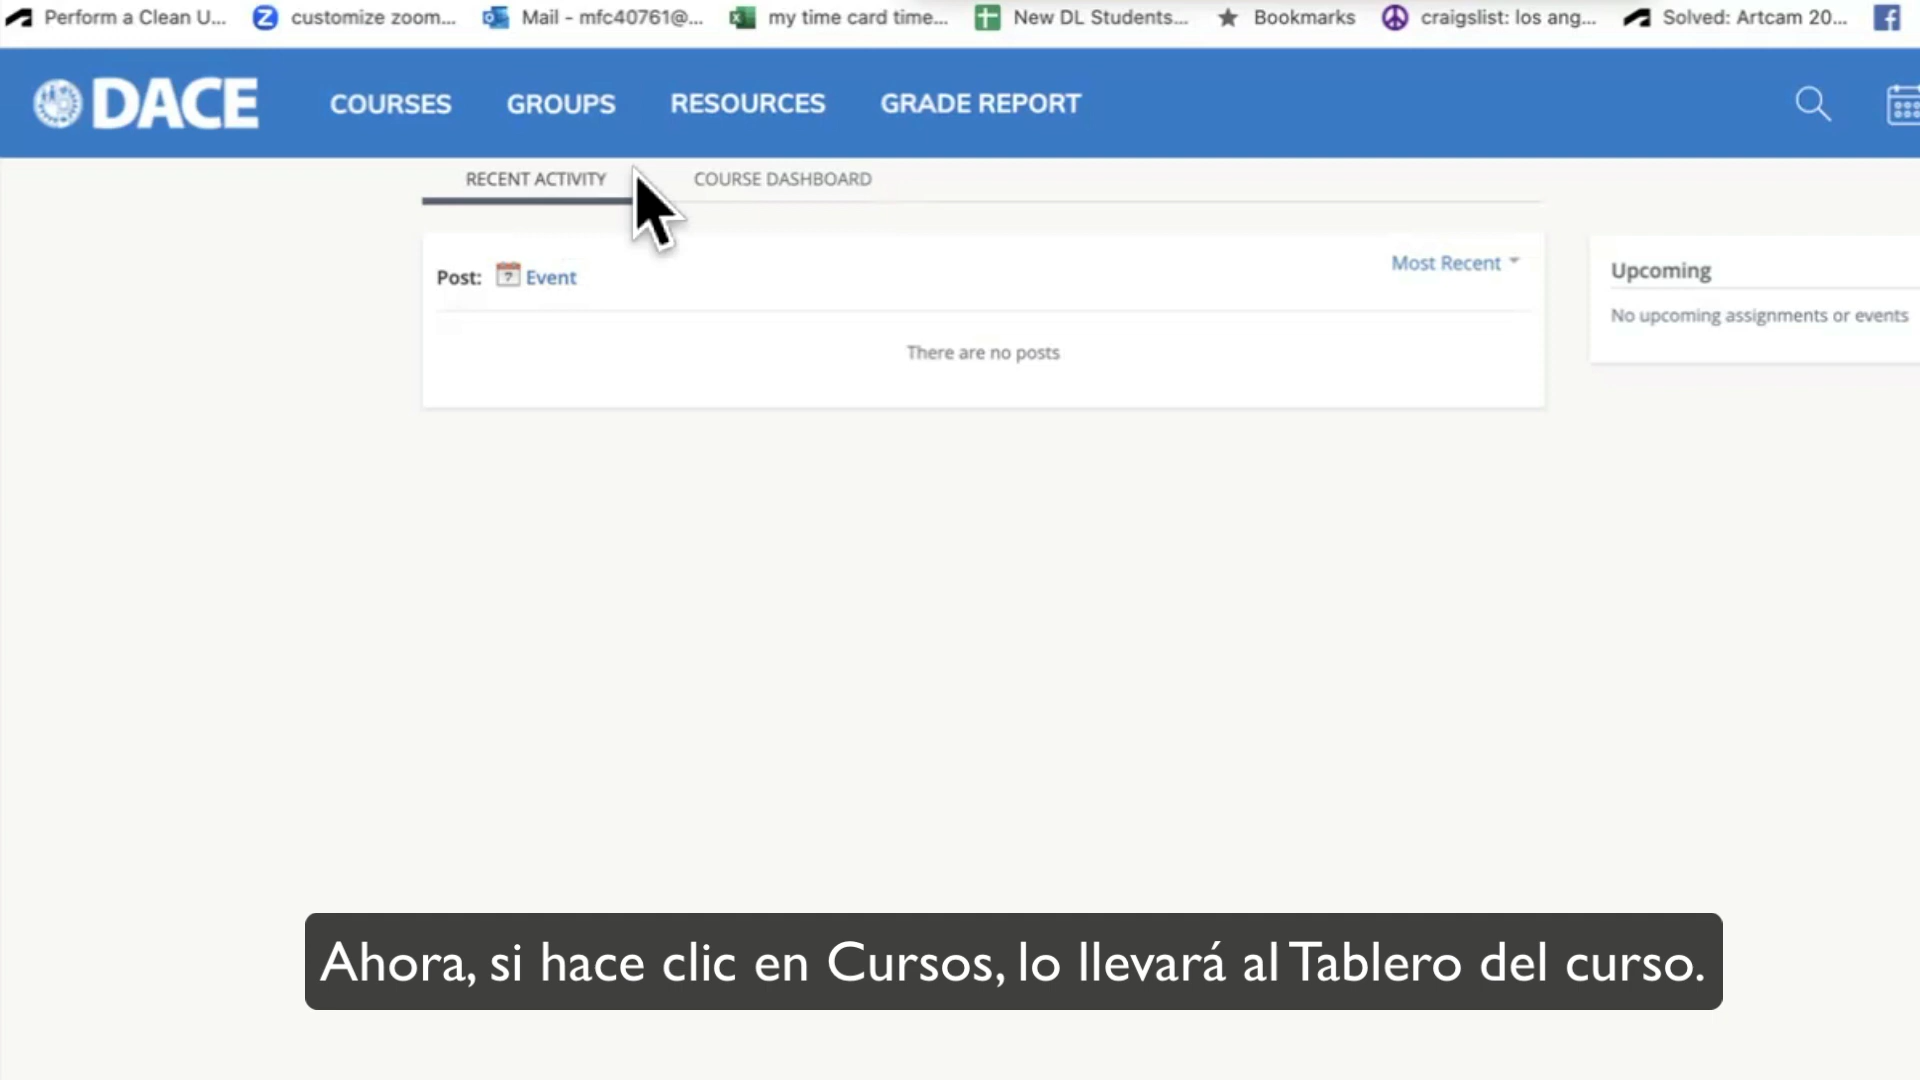 Perform a Clean U... customize zoom... Mail - mfc40761@... my time card time... New DL Students... Bookmarks craigslist: los ang... Solved: Artcam 20...
DACE COURSES GROUPS RESOURCES GRADE REPORT
RECENT ACTIVITY COURSE DASHBOARD
Post: Event Most Recent
There are no posts
Upcoming
No upcoming assignments or events
Ahora, si hace clic en Cursos, lo llevará al Tablero del curso.